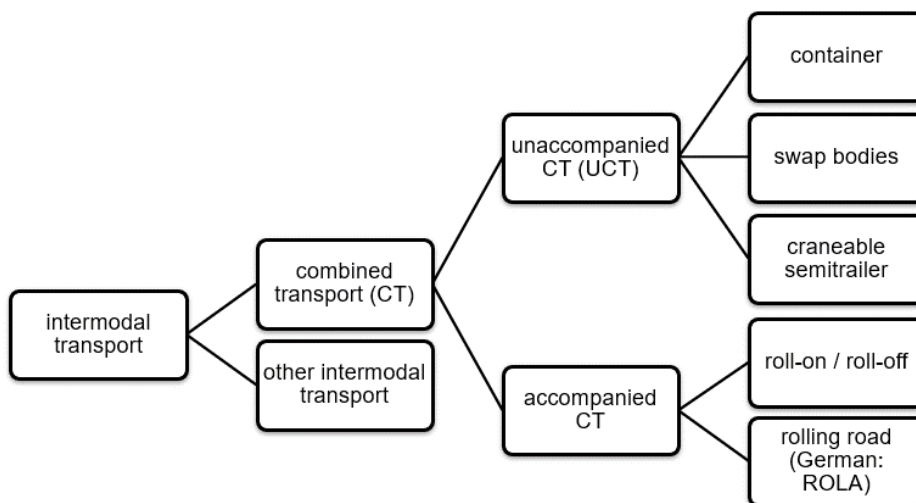 intermodal
transport
combined
transport (CT)
other intermodal
transport
unaccompanied
CT (UCT)
accompanied
CT
container
swap bodies
craneable
semitrailer
roll-on / roll-off
rolling road
(German:
ROLA)